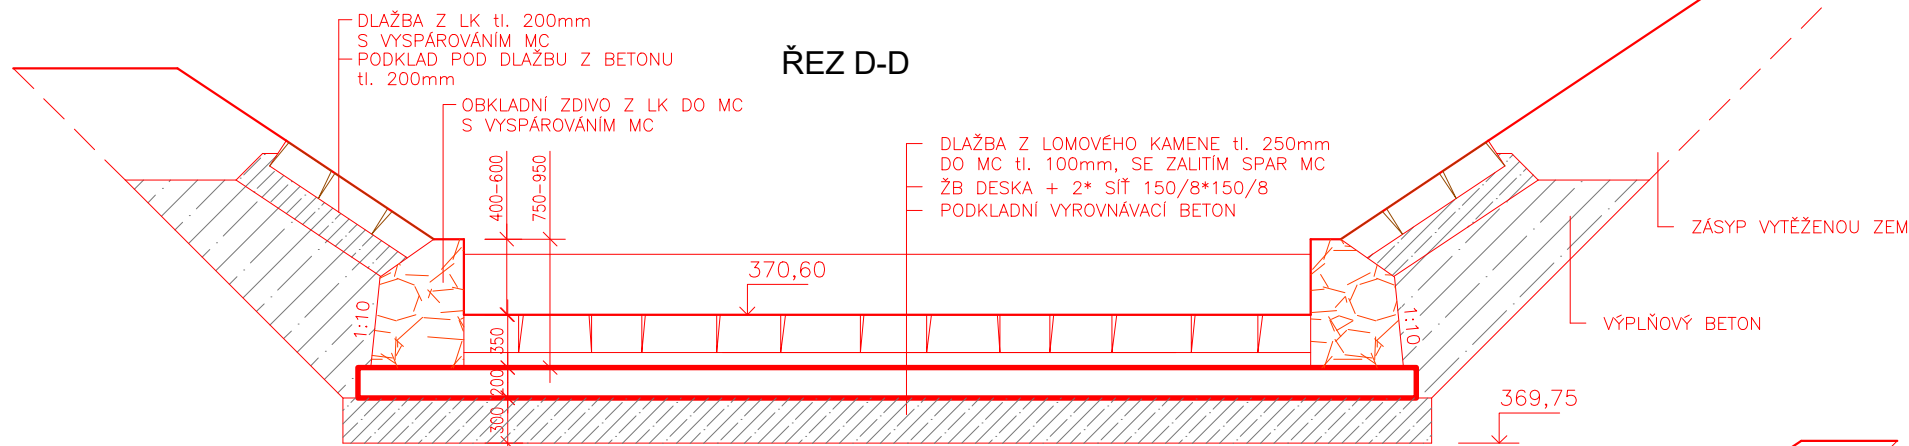 DLAŽBA Z LK tl. 200mm
S VYSPÁROVÁNÍM MC
PODKLAD POD DLAŽBU Z BETONU
tl. 200mm
ŘEZ D-D
OBKLADNÍ ZDIVO Z LK DO MC
S VYSPÁROVÁNÍM MC
DLAŽBA Z LOMOVÉHO KAMENE tl. 250mm
DO MC tl. 100mm, SE ZALITÍM SPAR MC
ŽB DESKA + 2* SÍŤ 150/8*150/8
PODKLADNÍ VYROVNÁVACÍ BETON
400-600
750-950
ZÁSYP VYTĚŽENOU ZEM
370,60
1:10
1:10
VÝPLŇOVÝ BETON
350
200
300
369,75